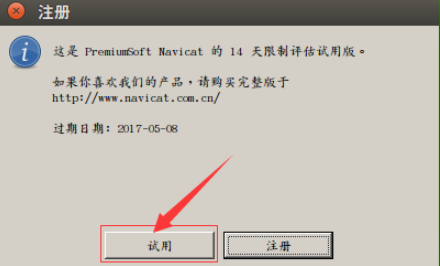 注册
这是 PremiumSoft Navicat 的 14 天限制评估试用版。
如果你喜欢我们的产品，请购买完整版于
http://www.navicat.com.cn/
过期日期: 2017-05-08
试用
注册